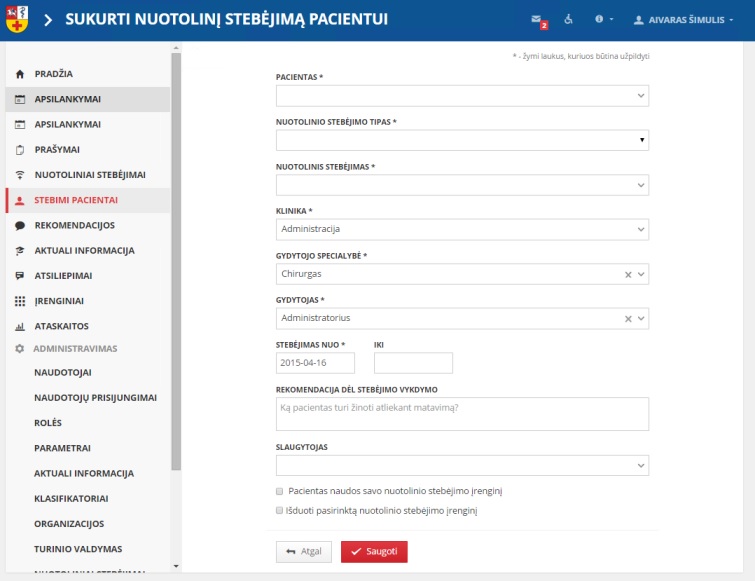 SUKURTI NUOTOLINĮ STEBĖJIMĄ PACIENTUI
2
AIVARAS ŠIMULIS
PRADŽIA
APSILANKYMAI
APSILANKYMAI
PRAŠYMAI
NUOTOLINIAI STEBĖJIMAI
STEBIMI PACIENTAI
REKOMENDACIJOS
AKTUALI INFORMACIJA
ATSILIEPIMAI
ĮRENGINIAI
ATASKAITOS
ADMINISTRAVIMAS
NAUDOTOJAI
NAUDOTOJŲ PRISIJUNGIMAI
ROLĖS
PARAMETRAI
AKTUALI INFORMACIJA
KLASIFIKATORIAI
ORGANIZACIJOS
TURINIO VALDYMAS
NUOTOLINIAI STEBĖJIMAI
* - žymi laukus, kuriuos būtina užpildyti
PACIENTAS *
NUOTOLINIO STEBĖJIMO TIPAS *
NUOTOLINIS STEBĖJIMAS *
KLINIKA *
Administracija
GYDYTOJO SPECIALYBĖ *
Chirurgas
GYDYTOJAS *
Administratorius
STEBĖJIMAS NUO * IKI
2015-04-16
REKOMENDACIJA DĖL STEBĖJIMO VYKDYMO
Ką pacientas turi žinoti atliekant matavimą?
SLAUGYTOJAS
Pacientas naudos savo nuotolinio stebėjimo įrenginį
Išduoti pasirinktą nuotolinio stebėjimo įrenginį
Atgal Saugoti